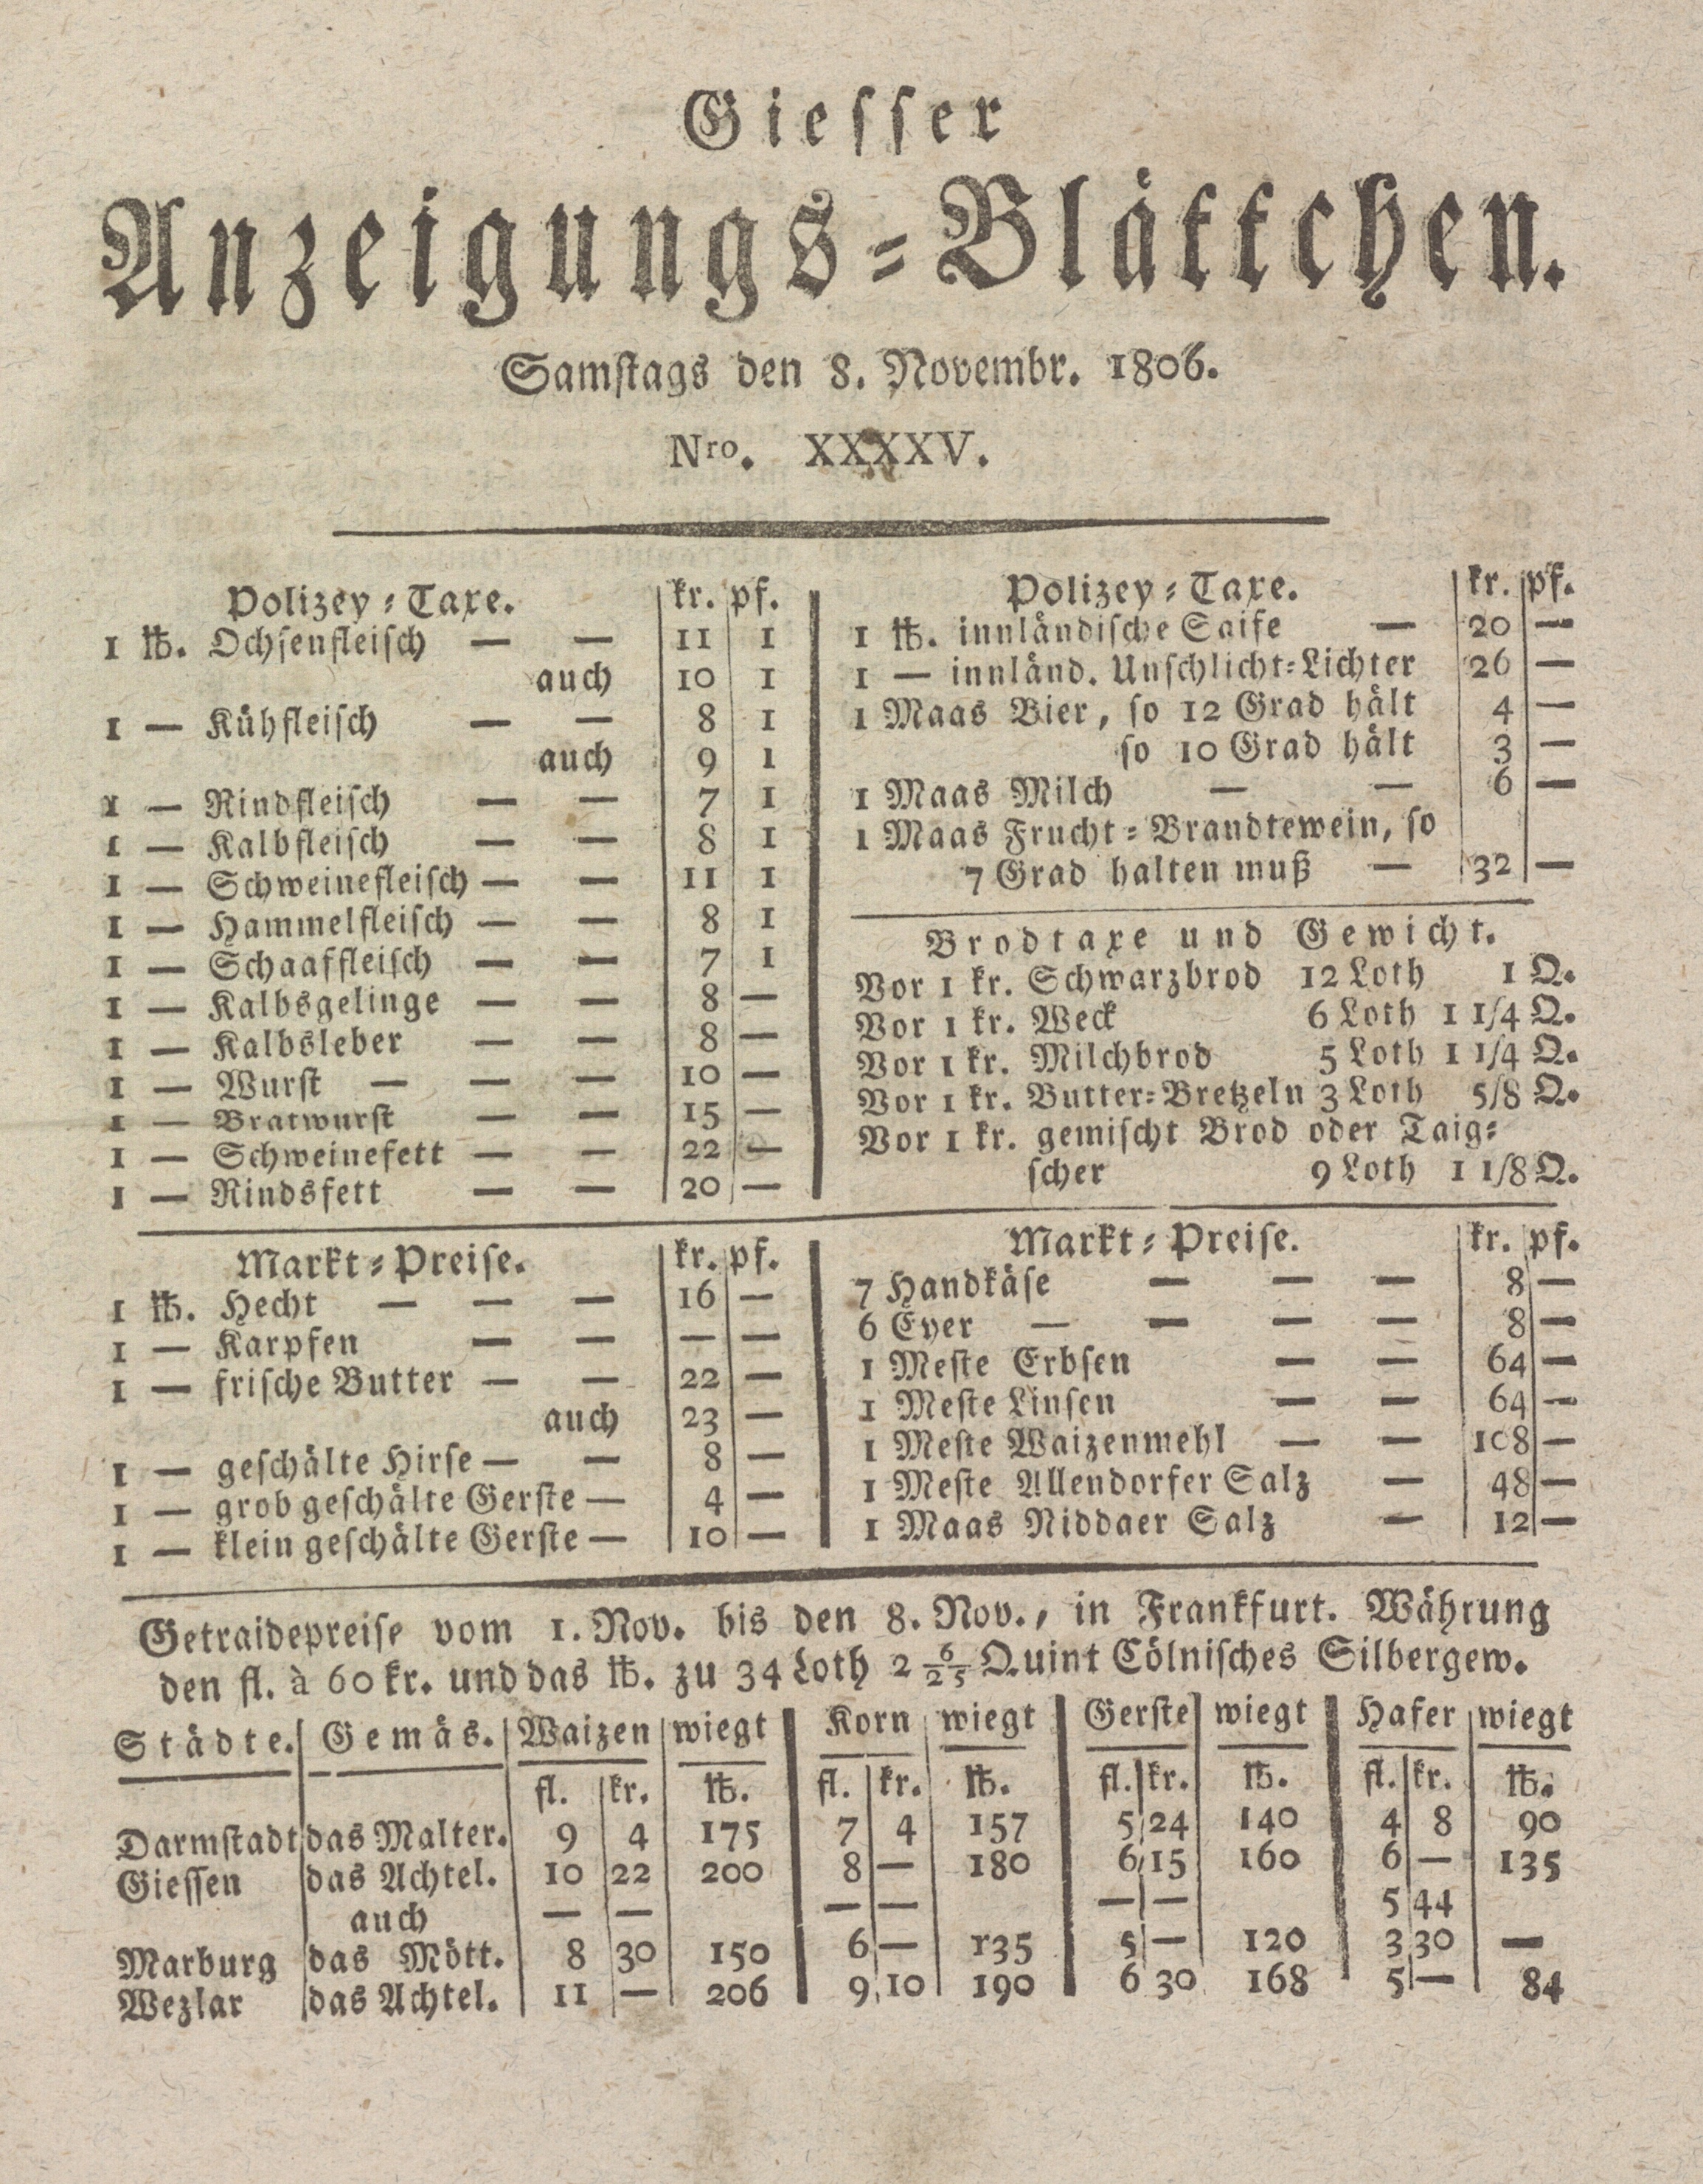 Giesser
Anzeigungs-Blättchen.
Samstags den 8. Novembr. 1806.
Nro. XXXXV.
Polizey-Taxe. kr. pf.
1 ℔. Ochsenfleisch — — 11 1
auch 10 1
1 — Kühfleisch — — 8 1
auch 9 1
1 — Rindfleisch — — 7 1
1 — Kalbfleisch — — 8 1
1 — Schweinefleisch — — 11 1
1 — Hammelfleisch — — 8 1
1 — Schaaffleisch — — 7 1
1 — Kalbsgelinge — — 8 —
1 — Kalbsleber — — 8 —
1 — Wurst — — — 10 —
1 — Bratwurst — — 15 —
1 — Schweinefett — — 22 —
1 — Rindsfett — — 20 —
Polizey-Taxe. kr. pf.
1 ℔. innländische Saife — 20 —
1 — innländ. Unschlicht-Lichter 26 —
1 Maas Bier, so 12 Grad hält 4 —
so 10 Grad hält 3 —
1 Maas Milch — — 6 —
1 Maas Frucht-Brandtewein, so
7 Grad halten muß — 32 —
Brodtaxe und Gewicht.
Vor 1 kr. Schwarzbrod 12 Loth 1 Q.
Vor 1 kr. Weck 6 Loth 1 1/4 Q.
Vor 1 kr. Milchbrod 5 Loth 1 1/4 Q.
Vor 1 kr. Butter-Bretzeln 3 Loth 5/8 Q.
Vor 1 kr. gemischt Brod oder Taig-
scher 9 Loth 1 1/8 Q.
Markt-Preise. kr. pf.
1 ℔. Hecht — — — 16 —
1 — Karpfen — — — —
1 — frische Butter — — 22 —
auch 23 —
1 — geschälte Hirse — — 8 —
1 — grob geschälte Gerste — 4 —
1 — klein geschälte Gerste — 10 —
Markt-Preise. kr. pf.
7 Handkäse — — — 8 —
6 Eyer — — — — 8 —
1 Meste Erbsen — — 64 —
1 Meste Linsen — — 64 —
1 Meste Waizenmehl — — 108 —
1 Meste Allendorfer Salz — 48 —
1 Maas Niddaer Salz — 12 —
Getraidepreise vom 1. Nov. bis den 8. Nov., in Frankfurt. Währung
den fl. à 60 kr. und das ℔. zu 34 Loth 2 6/25 Quint Cölnisches Silbergew.
Städte. Gemäs. Waizen wiegt Korn wiegt Gerste wiegt Hafer wiegt
fl. kr. ℔. fl. kr. ℔. fl. kr. ℔. fl. kr. ℔.
Darmstadt das Malter. 9 4 175 7 4 157 5 24 140 4 8 90
Giessen das Achtel. 10 22 200 8 — 180 6 15 160 6 — 135
auch — — — — — — 5 44
Marburg das Mött. 8 30 150 6 — 135 5 — 120 3 30 —
Wezlar das Achtel. 11 — 206 9 10 190 6 30 168 5 — 84